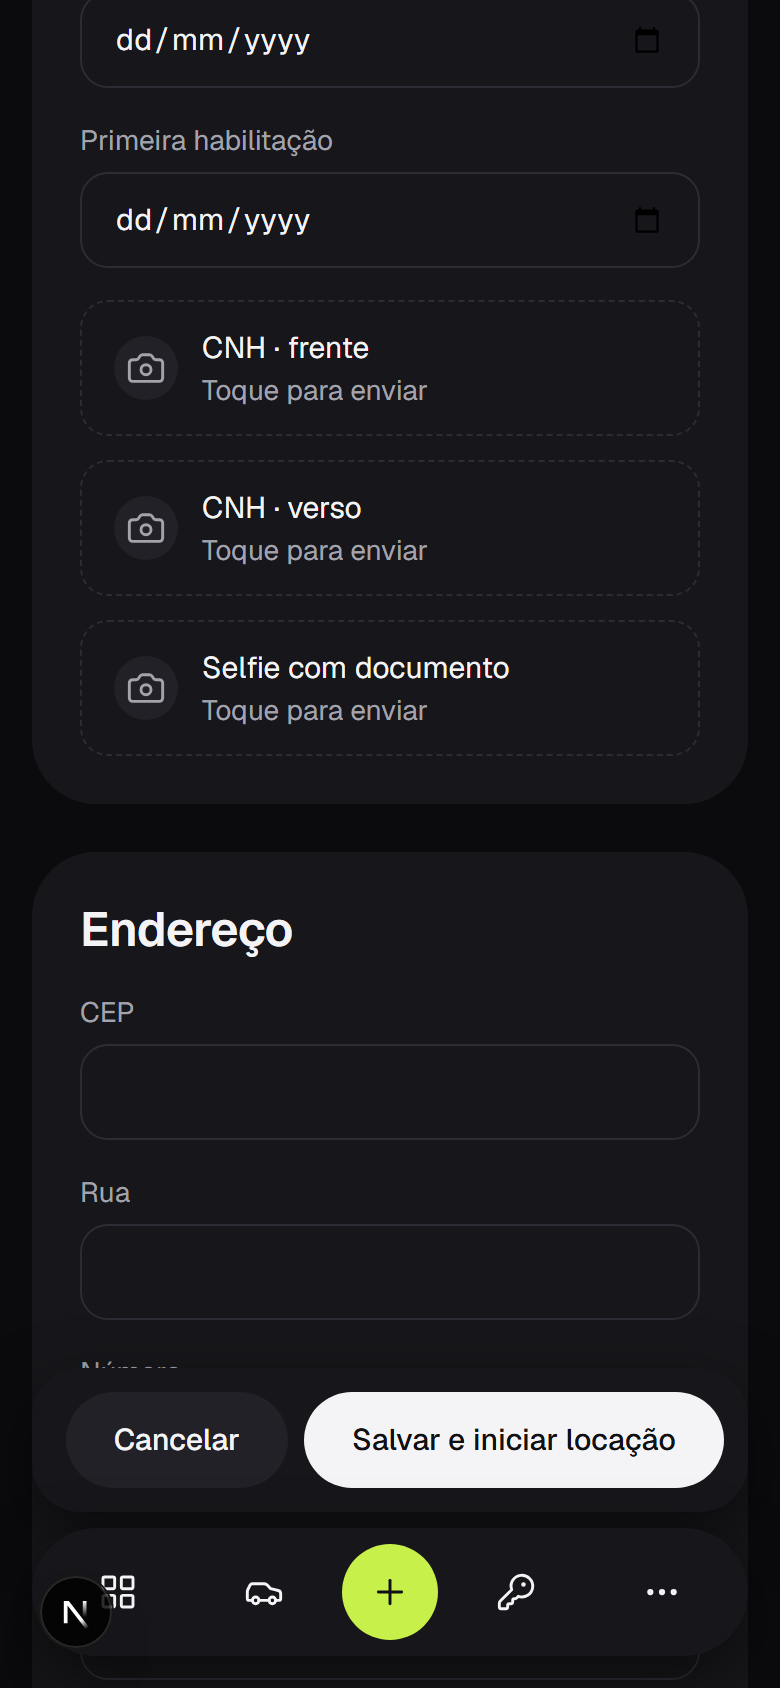 dd/mm/yyyy
Primeira habilitação
dd/mm/yyyy
CNH · frente
Toque para enviar
CNH · verso
Toque para enviar
Selfie com documento
Toque para enviar
Endereço
CEP
Rua
Cancelar
Salvar e iniciar locação
N